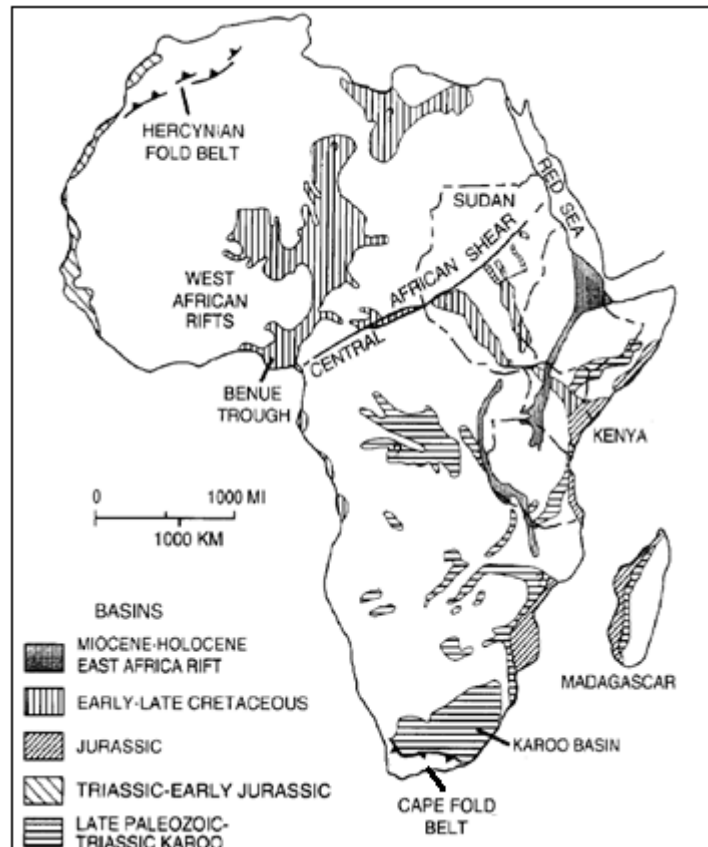 HERCYNIAN
FOLD BELT
RED SEA
SUDAN
WEST
AFRICAN
RIFTS
CENTRAL AFRICAN SHEAR
BENUE
TROUGH
KENYA
0 1000 MI
1000 KM
BASINS
MIOCENE-HOLOCENE
EAST AFRICA RIFT
EARLY-LATE CRETACEOUS
JURASSIC
TRIASSIC-EARLY JURASSIC
LATE PALEOZOIC-
TRIASSIC KAROO
MADAGASCAR
KAROO BASIN
CAPE FOLD
BELT